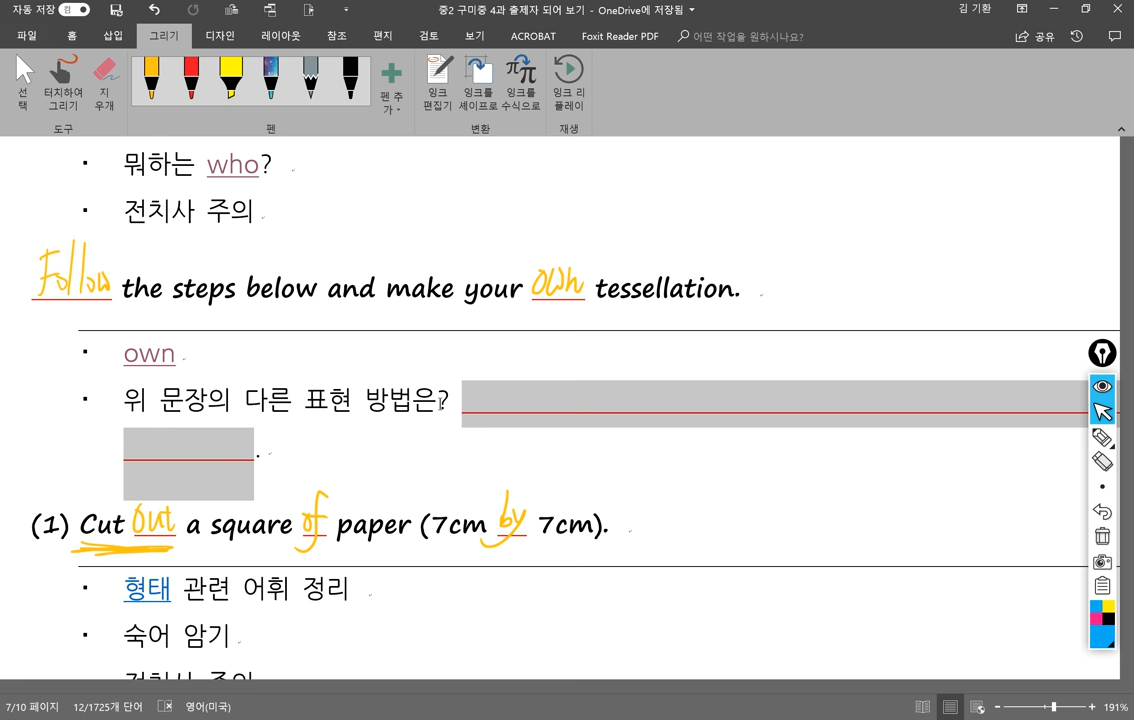 자동 저장 컴 중2 구미중 4과 출제자 되어 보기 - OneDrive에 저장됨 김 기환
파일 홈 삽입 그리기 디자인 레이아웃 참조 편지 검토 보기 ACROBAT Foxit Reader PDF 어떤 작업을 원하시나요? 공유
선택 터치하여 그리기 지우개 펜 추가 잉크 편집기 잉크를 셰이프로 잉크를 수식으로 잉크 리플레이
도구 펜 변환 재생
· 뭐하는 who?
· 전치사 주의
Follow the steps below and make your own tessellation.
· own
· 위 문장의 다른 표현 방법은?
.
(1) Cut out a square of paper (7cm by 7cm).
· 형태 관련 어휘 정리
· 숙어 암기
전치사 주의
7/10 페이지 12/1725개 단어 영어(미국) 191%